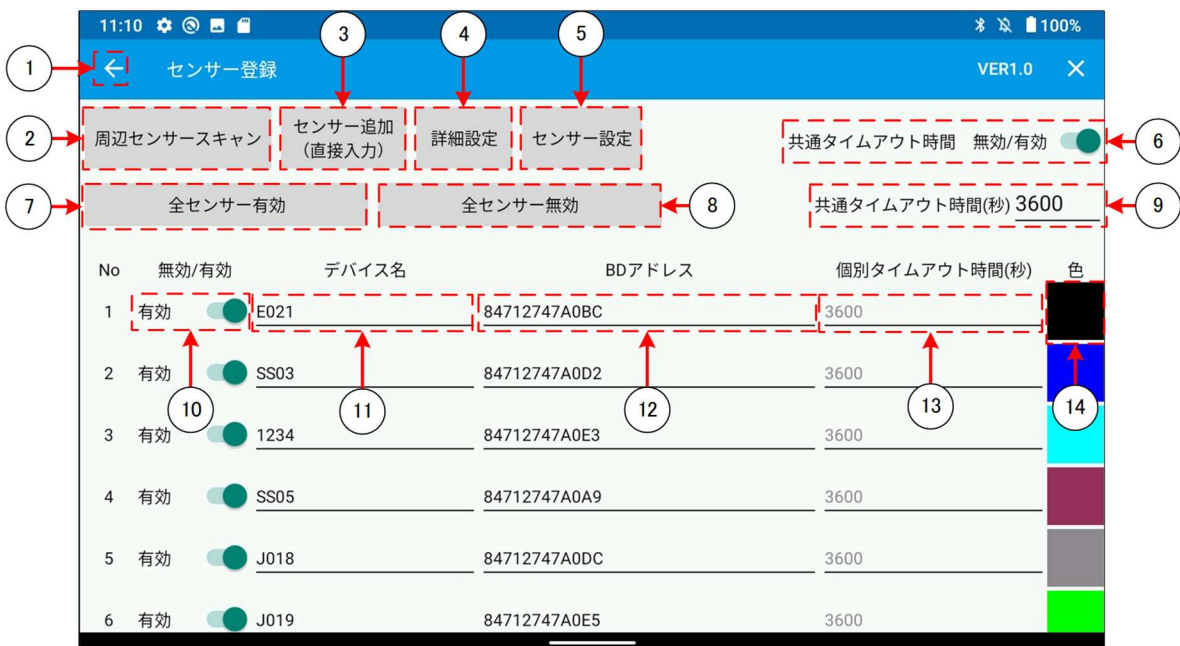 11:10 100%
3 4 5
1 センサー登録 VER1.0
2 周辺センサースキャン センサー追加 詳細設定 センサー設定 共通タイムアウト時間 無効/有効 6
(直接入力)
7 全センサー有効 全センサー無効 8 共通タイムアウト時間(秒) 3600 9
No 無効/有効 デバイス名 BDアドレス 個別タイムアウト時間(秒) 色
1 有効 E021 84712747A0BC 3600
2 有効 SS03 84712747A0D2 3600
10 11 12 13 14
3 有効 1234 84712747A0E3 3600
4 有効 SS05 84712747A0A9 3600
5 有効 J018 84712747A0DC 3600
6 有効 J019 84712747A0E5 3600